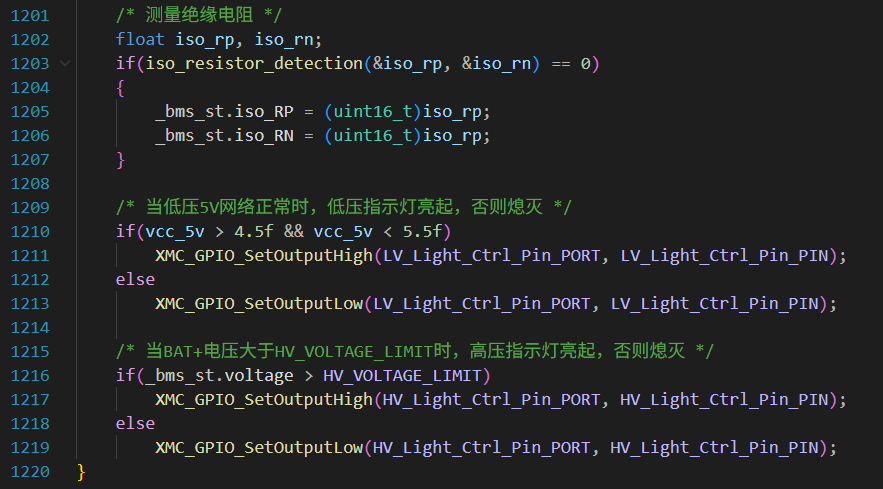 1201 /* 测量绝缘电阻 */
1202 float iso_rp, iso_rn;
1203 if(iso_resistor_detection(&iso_rp, &iso_rn) == 0)
1204 {
1205 _bms_st.iso_RP = (uint16_t)iso_rp;
1206 _bms_st.iso_RN = (uint16_t)iso_rp;
1207 }
1208
1209 /* 当低压5V网络正常时，低压指示灯亮起，否则熄灭 */
1210 if(vcc_5v > 4.5f && vcc_5v < 5.5f)
1211 XMC_GPIO_SetOutputHigh(LV_Light_Ctrl_Pin_PORT, LV_Light_Ctrl_Pin_PIN);
1212 else
1213 XMC_GPIO_SetOutputLow(LV_Light_Ctrl_Pin_PORT, LV_Light_Ctrl_Pin_PIN);
1214
1215 /* 当BAT+电压大于HV_VOLTAGE_LIMIT时，高压指示灯亮起，否则熄灭 */
1216 if(_bms_st.voltage > HV_VOLTAGE_LIMIT)
1217 XMC_GPIO_SetOutputHigh(HV_Light_Ctrl_Pin_PORT, HV_Light_Ctrl_Pin_PIN);
1218 else
1219 XMC_GPIO_SetOutputLow(HV_Light_Ctrl_Pin_PORT, HV_Light_Ctrl_Pin_PIN);
1220 }